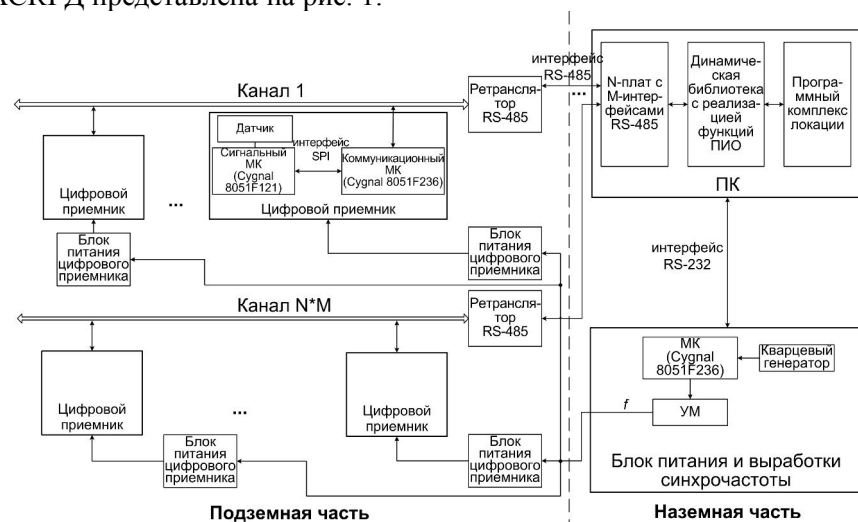 АСКГД представлена на рис. 1.
интерфейс
RS-485
...
Канал 1
Ретрансля-
тор
RS-485
Датчик
интерфейс
SPI
Сигнальный
МК
(Cygnal
8051F121)
Коммуникационный
МК
(Cygnal 8051F236)
Цифровой приемник
Цифровой
приемник
...
Блок
питания
цифрового
приемника
Блок
питания
цифрового
приемника
N-плат с
М-интер-
фейсами
RS-485
Динамиче-
ская
библиотека
с реализа-
цией
функций
ПИО
Програм-
мный
комплекс
локации
ПК
интерфейс
RS-232
Канал N*M
Ретрансля-
тор
RS-485
Цифровой
приемник
...
Цифровой
приемник
Блок
питания
цифрового
приемника
Блок
питания
цифрового
приемника
МК
(Cygnal
8051F236)
Кварцевый
генератор
f
УМ
Блок питания и выработки
синхрочастоты
Подземная часть
Наземная часть